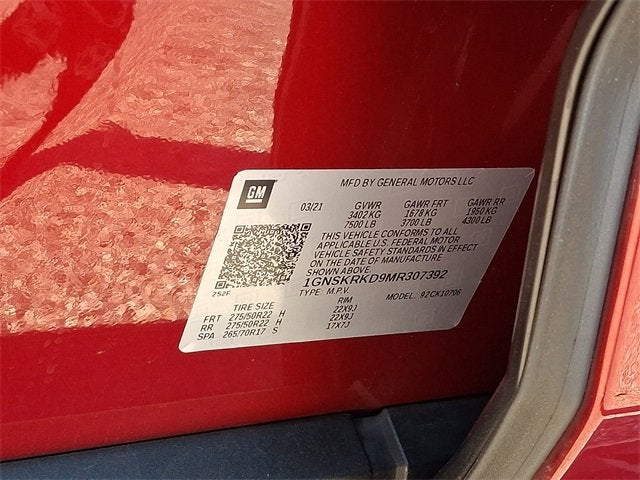 GM
MFD BY GENERAL MOTORS LLC
03/21 GVWR GAWR FRT GAWR RR
3402 KG 1678 KG 1950 KG
7500 LB 3700 LB 4300 LB
THIS VEHICLE CONFORMS TO ALL
APPLICABLE U.S. FEDERAL MOTOR
VEHICLE SAFETY STANDARDS IN EFFECT
ON THE DATE OF MANUFACTURE SHOWN ABOVE.
1GNSKRKD9MR307392
252F
TYPE: M.P.V. MODEL: 92CK10706
TIRE SIZE RIM
FRT 275/50R22 H 22X9J
RR 275/50R22 H 22X9J
SPA 265/70R17 S 17X7J